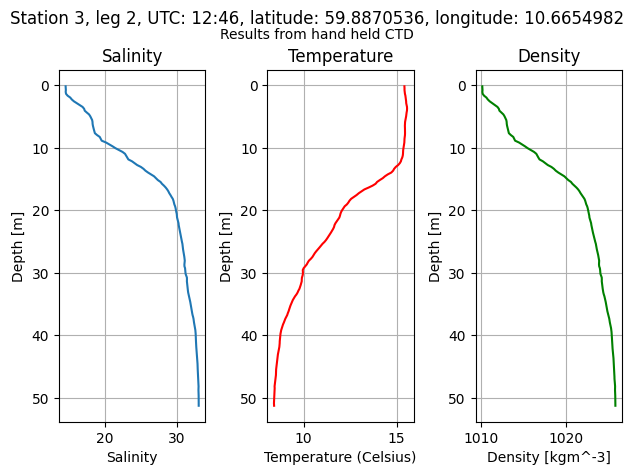 Station 3, leg 2, UTC: 12:46, latitude: 59.8870536, longitude: 10.6654982
Results from hand held CTD
Salinity
Temperature
Density
0
10
20
30
40
50
Depth [m]
20
30
Salinity
0
10
20
30
40
50
Depth [m]
10
15
Temperature (Celsius)
0
10
20
30
40
50
Depth [m]
1010
1020
Density [kgm^-3]